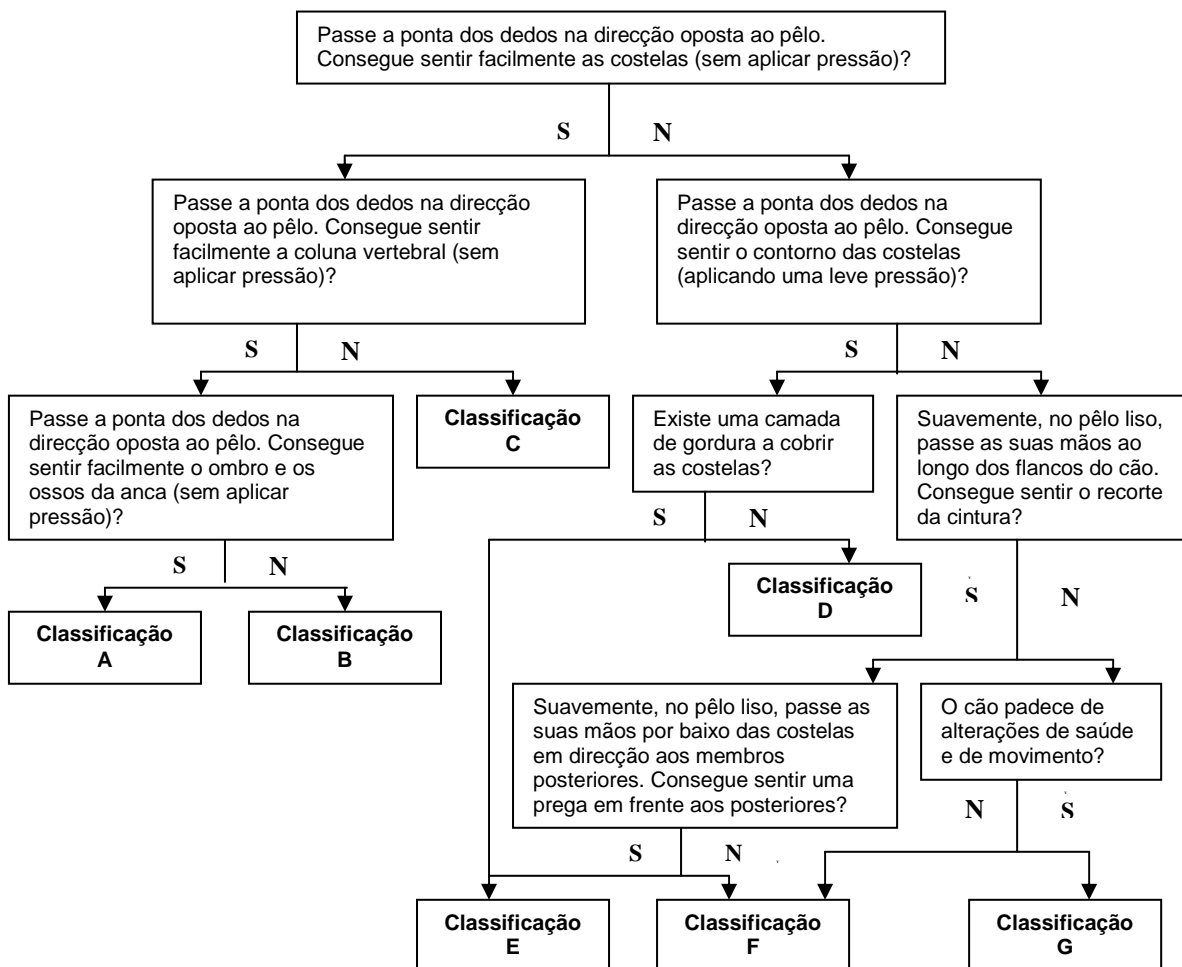 Passe a ponta dos dedos na direcção oposta ao pêlo.
Consegue sentir facilmente as costelas (sem aplicar pressão)?
S
N
Passe a ponta dos dedos na direcção
oposta ao pêlo. Consegue sentir
facilmente a coluna vertebral (sem
aplicar pressão)?
Passe a ponta dos dedos na
direcção oposta ao pêlo. Consegue
sentir o contorno das costelas
(aplicando uma leve pressão)?
S
N
S
N
Passe a ponta dos dedos na
direcção oposta ao pêlo. Consegue
sentir facilmente o ombro e os
ossos da anca (sem aplicar
pressão)?
Classificação
C
Existe uma camada
de gordura a cobrir
as costelas?
Suavemente, no pêlo liso,
passe as suas mãos ao
longo dos flancos do cão.
Consegue sentir o recorte
da cintura?
S
N
S
N
Classificação
A
Classificação
B
Classificação
D
S
N
Suavemente, no pêlo liso, passe as
suas mãos por baixo das costelas
em direcção aos membros
posteriores. Consegue sentir uma
prega em frente aos posteriores?
O cão padece de
alterações de saúde
e de movimento?
S
N
N
S
Classificação
E
Classificação
F
Classificação
G